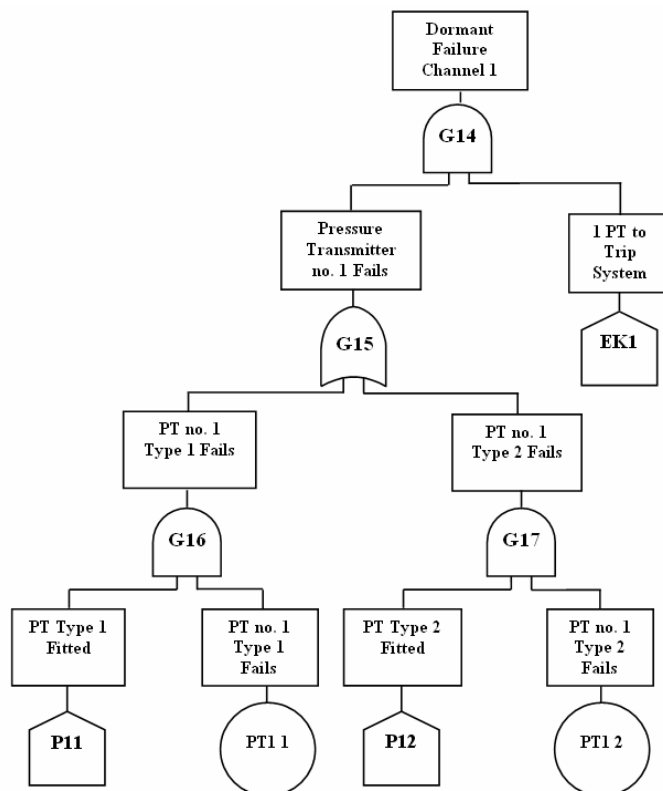 Dormant
Failure
Channel 1
G14
Pressure
Transmitter
no. 1 Fails
1 PT to
Trip
System
G15
EK1
PT no. 1
Type 1 Fails
PT no. 1
Type 2 Fails
G16
G17
PT Type 1
Fitted
PT no. 1
Type 1
Fails
PT Type 2
Fitted
PT no. 1
Type 2
Fails
P11
PT1 1
P12
PT1 2